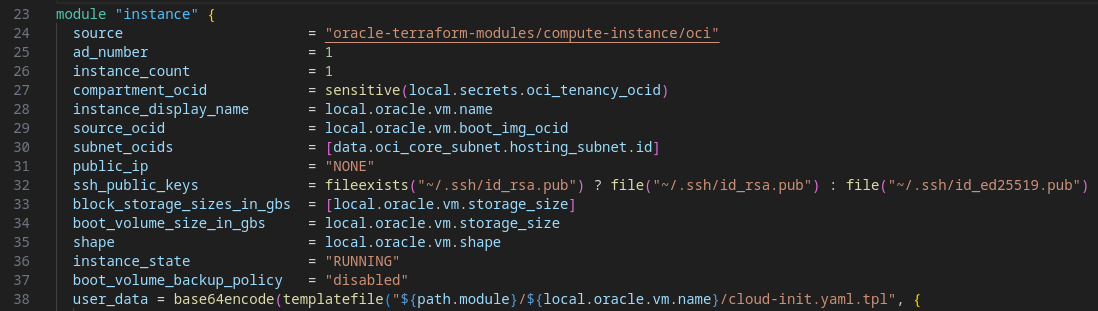 23 module "instance" {
24 source = "oracle-terraform-modules/compute-instance/oci"
25 ad_number = 1
26 instance_count = 1
27 compartment_ocid = sensitive(local.secrets.oci_tenancy_ocid)
28 instance_display_name = local.oracle.vm.name
29 source_ocid = local.oracle.vm.boot_img_ocid
30 subnet_ocids = [data.oci_core_subnet.hosting_subnet.id]
31 public_ip = "NONE"
32 ssh_public_keys = fileexists("~/.ssh/id_rsa.pub") ? file("~/.ssh/id_rsa.pub") : file("~/.ssh/id_ed25519.pub")
33 block_storage_sizes_in_gbs = [local.oracle.vm.storage_size]
34 boot_volume_size_in_gbs = local.oracle.vm.storage_size
35 shape = local.oracle.vm.shape
36 instance_state = "RUNNING"
37 boot_volume_backup_policy = "disabled"
38 user_data = base64encode(templatefile("${path.module}/${local.oracle.vm.name}/cloud-init.yaml.tpl", {